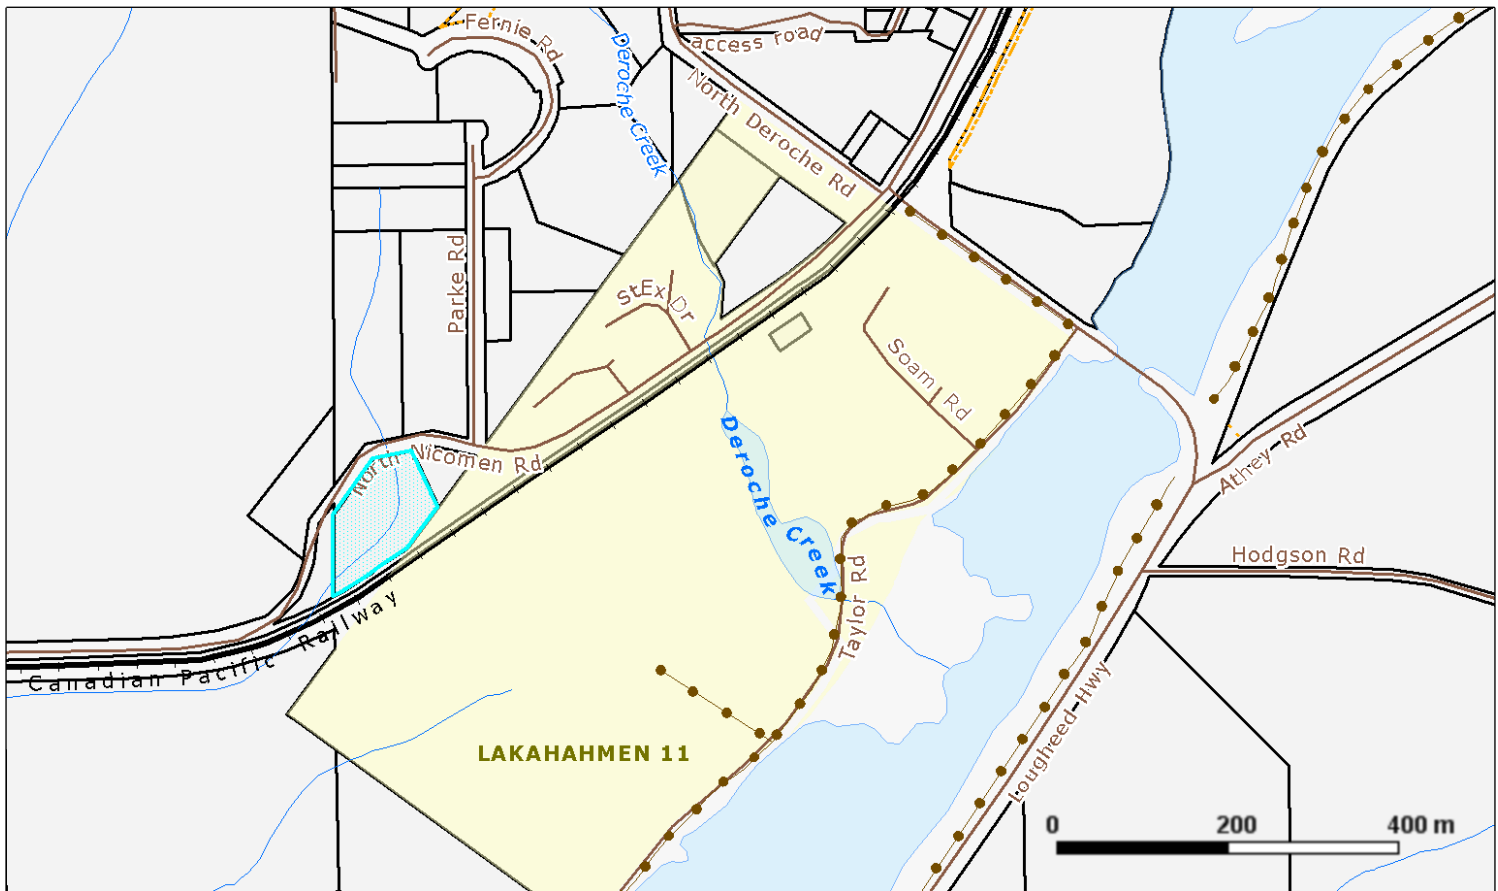 Fernie Rd
access road
Deroche Creek
North Deroche Rd
Parke Rd
StEx Dr
Soam Rd
North Nicomen Rd
Deroche Creek
Athey Rd
Hodgson Rd
Taylor Rd
Canadian Pacific Railway
Lougheed Hwy
LAKAHAHMEN 11
0 200 400 m